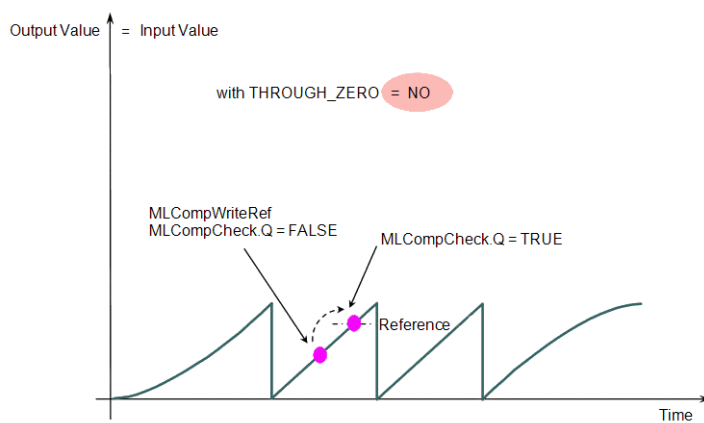 Output Value = Input Value
with THROUGH_ZERO = NO
MLCompWriteRef
MLCompCheck.Q = FALSE
MLCompCheck.Q = TRUE
Reference
Time